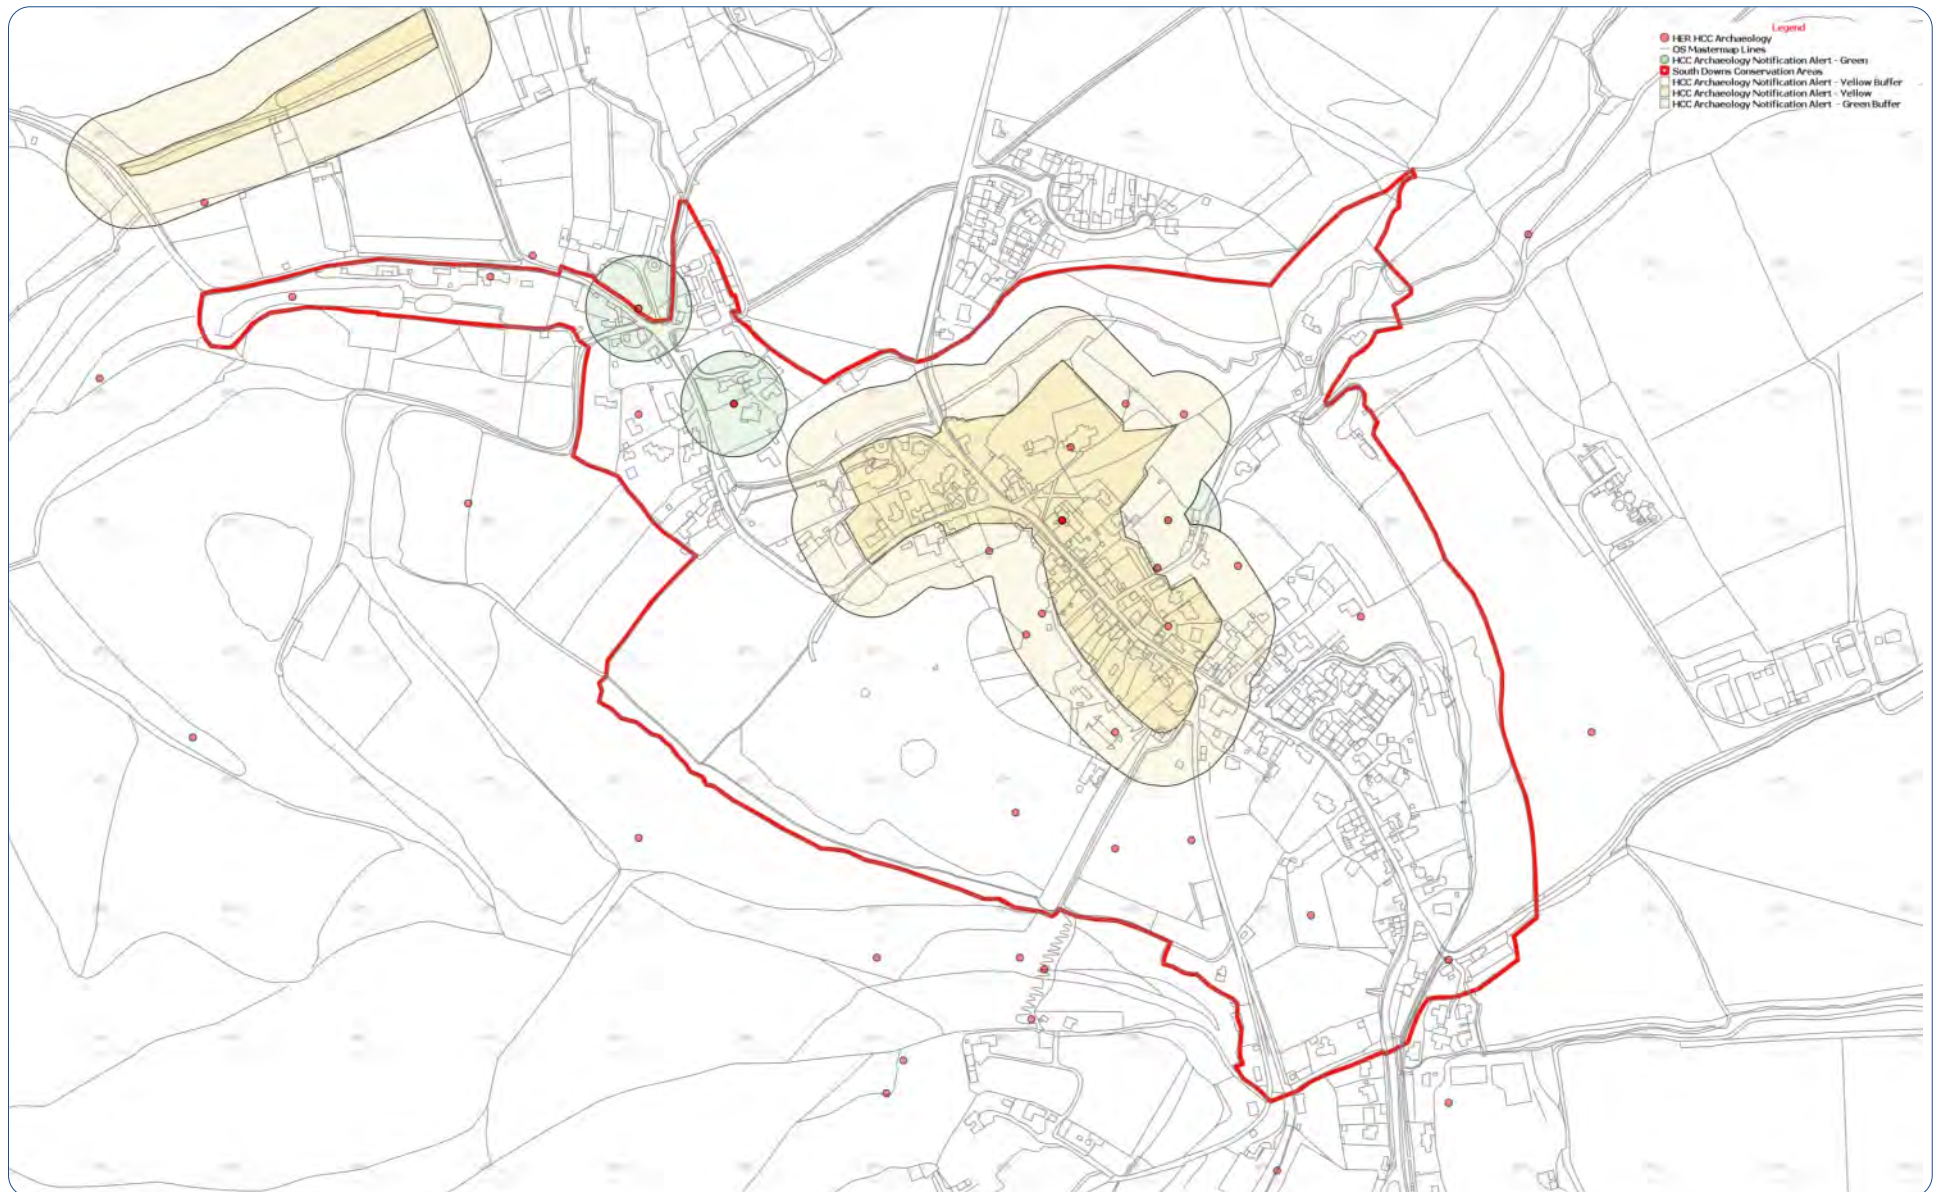 Legend
HER HCC Archaeology
OS Mastermap Lines
HCC Archaeology Notification Alert - Green
South Downs Conservation Areas
HCC Archaeology Notification Alert - Yellow Buffer
HCC Archaeology Notification Alert - Yellow
HCC Archaeology Notification Alert - Green Buffer